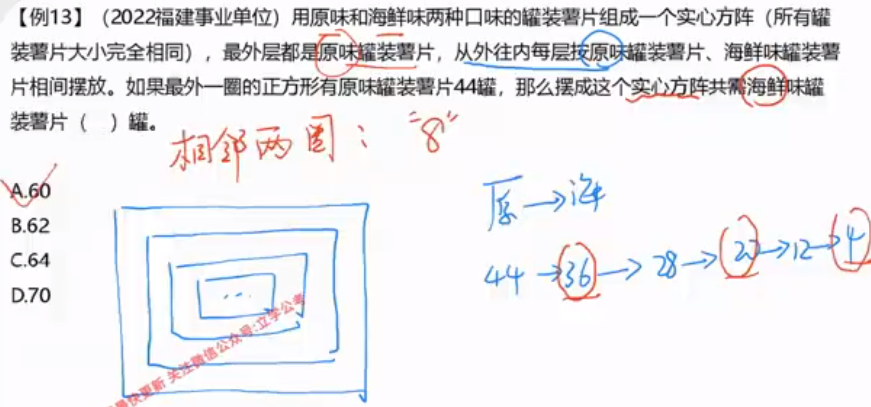 【例13】（2022福建事业单位）用原味和海鲜味两种口味的罐装薯片组成一个实心方阵（所有罐
装薯片大小完全相同），最外层都是原味罐装薯片，从外往内每层按原味罐装薯片、海鲜味罐装薯
片相间摆放。如果最外一圈的正方形有原味罐装薯片44罐，那么摆成这个实心方阵共需海鲜味罐
装薯片（ ）罐。
相邻两圈："8"
A.60
B.62
C.64
D.70
原→海
44→36→28→20→12→4
...
最快更新 关注微信公众号:立学公考